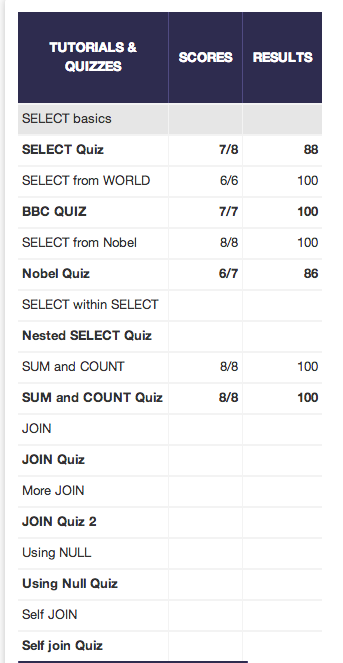 TUTORIALS &
QUIZZES SCORES RESULTS
SELECT basics
SELECT Quiz 7/8 88
SELECT from WORLD 6/6 100
BBC QUIZ 7/7 100
SELECT from Nobel 8/8 100
Nobel Quiz 6/7 86
SELECT within SELECT
Nested SELECT Quiz
SUM and COUNT 8/8 100
SUM and COUNT Quiz 8/8 100
JOIN
JOIN Quiz
More JOIN
JOIN Quiz 2
Using NULL
Using Null Quiz
Self JOIN
Self join Quiz